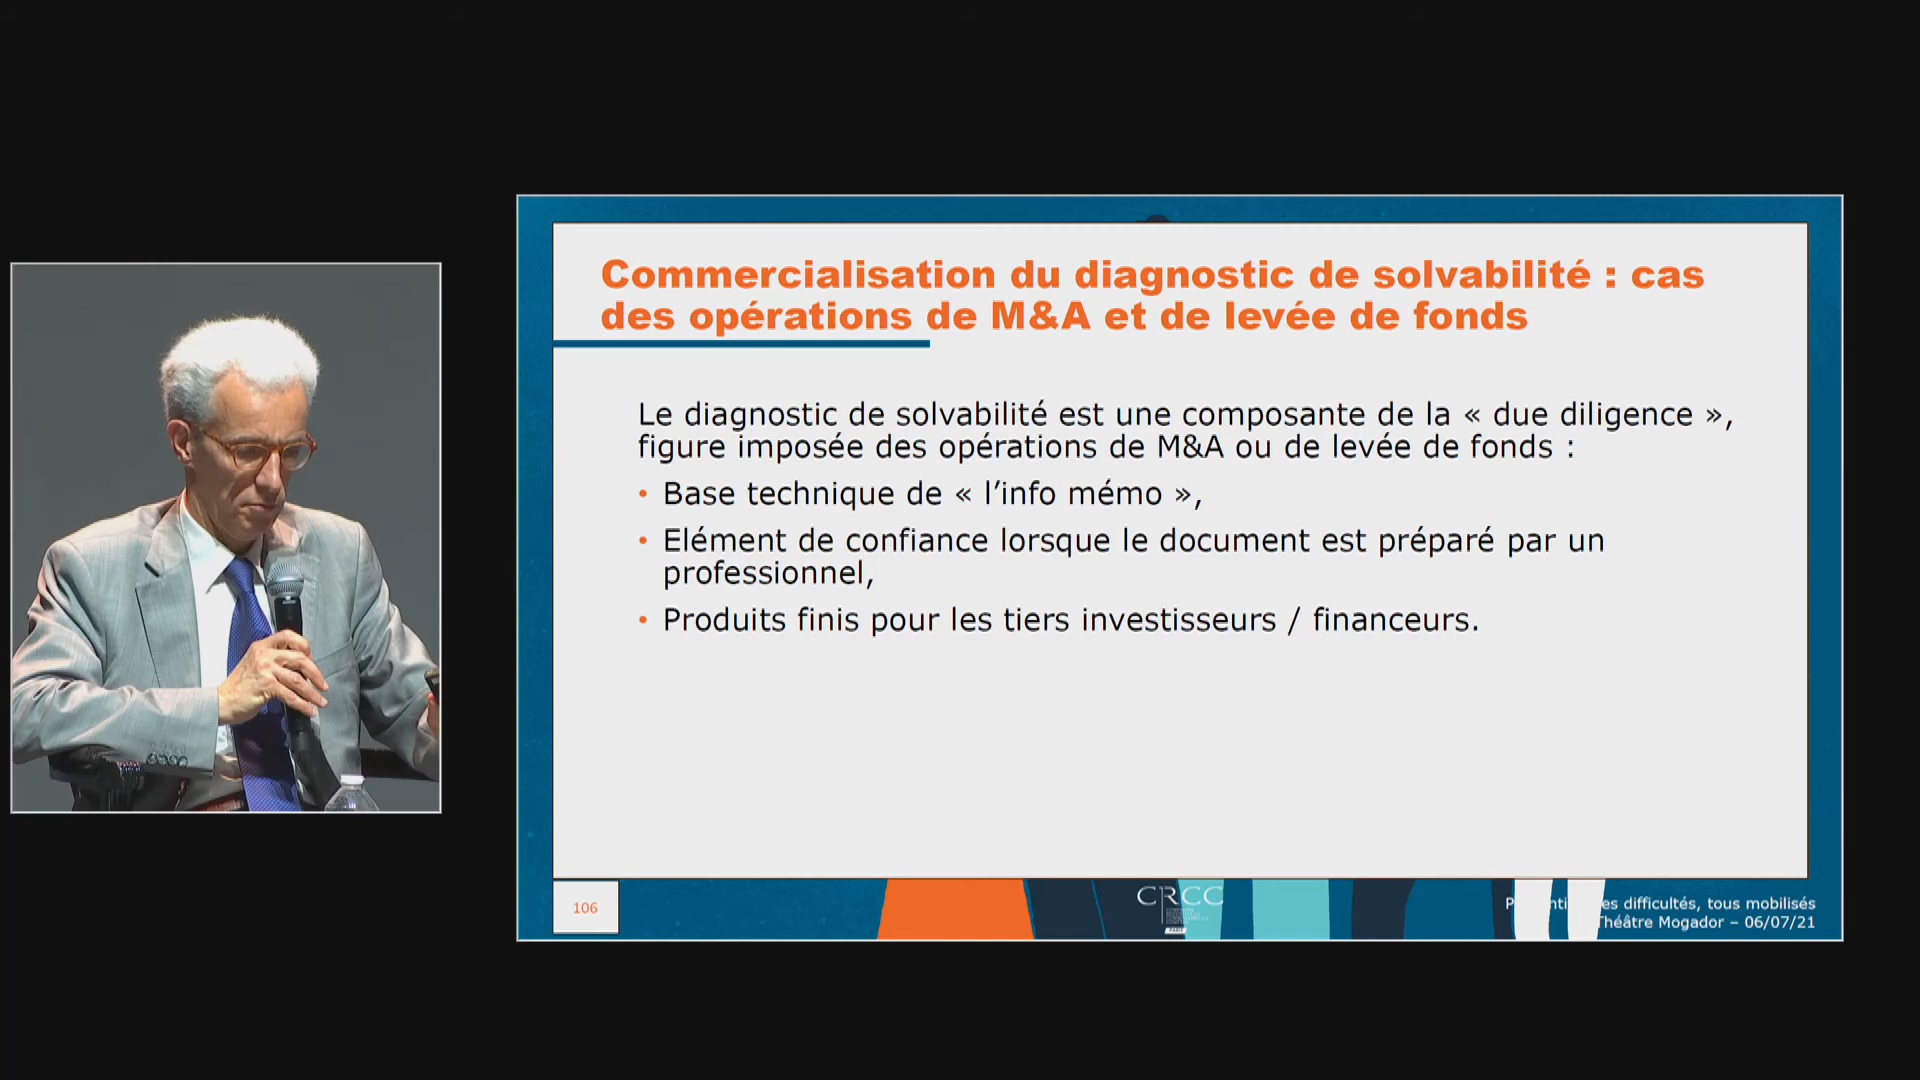 Commercialisation du diagnostic de solvabilité : cas
des opérations de M&A et de levée de fonds
Le diagnostic de solvabilité est une composante de la « due diligence »,
figure imposée des opérations de M&A ou de levée de fonds :
• Base technique de « l’info mémo »,
• Elément de confiance lorsque le document est préparé par un
professionnel,
• Produits finis pour les tiers investisseurs / financeurs.
106
CRCC
PARIS
es difficultés, tous mobilisés
Théâtre Mogador – 06/07/21